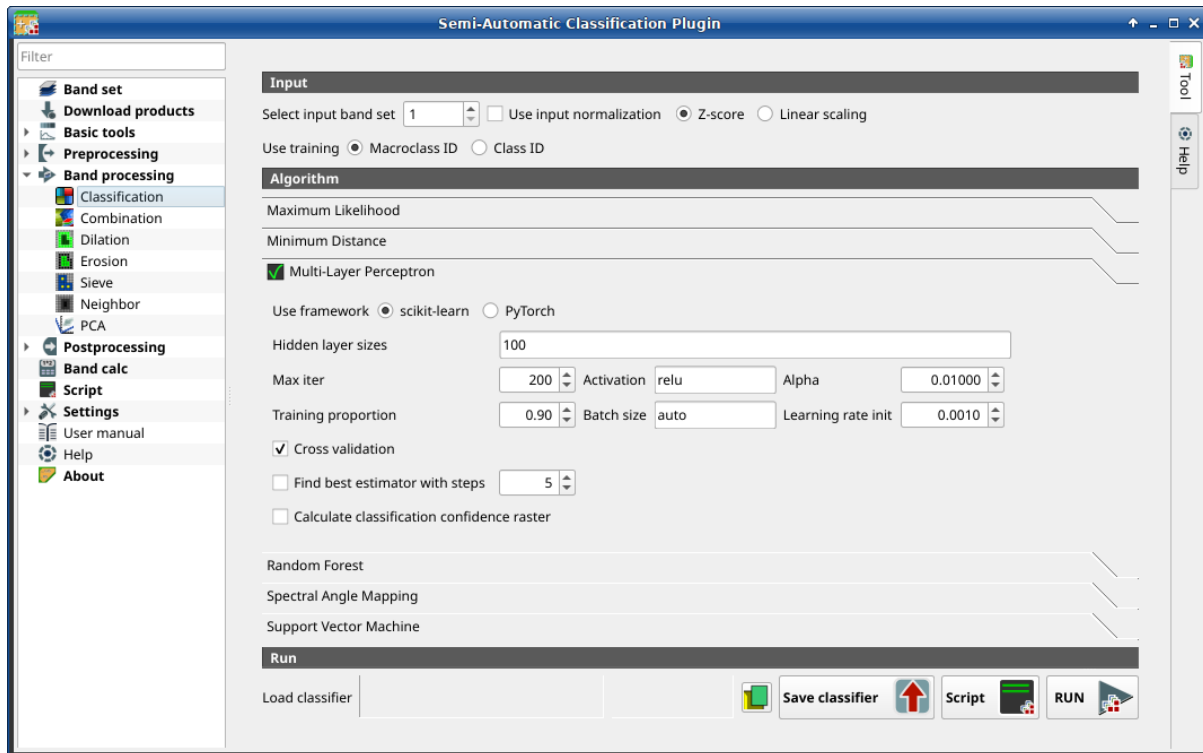 Semi-Automatic Classification Plugin
Filter
Band set
Download products
Basic tools
Preprocessing
Band processing
Classification
Combination
Dilation
Erosion
Sieve
Neighbor
PCA
Postprocessing
Band calc
Script
Settings
User manual
Help
About
Input
Select input band set 1 Use input normalization Z-score Linear scaling
Use training Macroclass ID Class ID
Algorithm
Maximum Likelihood
Minimum Distance
Multi-Layer Perceptron
Use framework scikit-learn PyTorch
Hidden layer sizes 100
Max iter 200 Activation relu Alpha 0.01000
Training proportion 0.90 Batch size auto Learning rate init 0.0010
Cross validation
Find best estimator with steps 5
Calculate classification confidence raster
Random Forest
Spectral Angle Mapping
Support Vector Machine
Run
Load classifier Save classifier Script RUN
Tool
Help